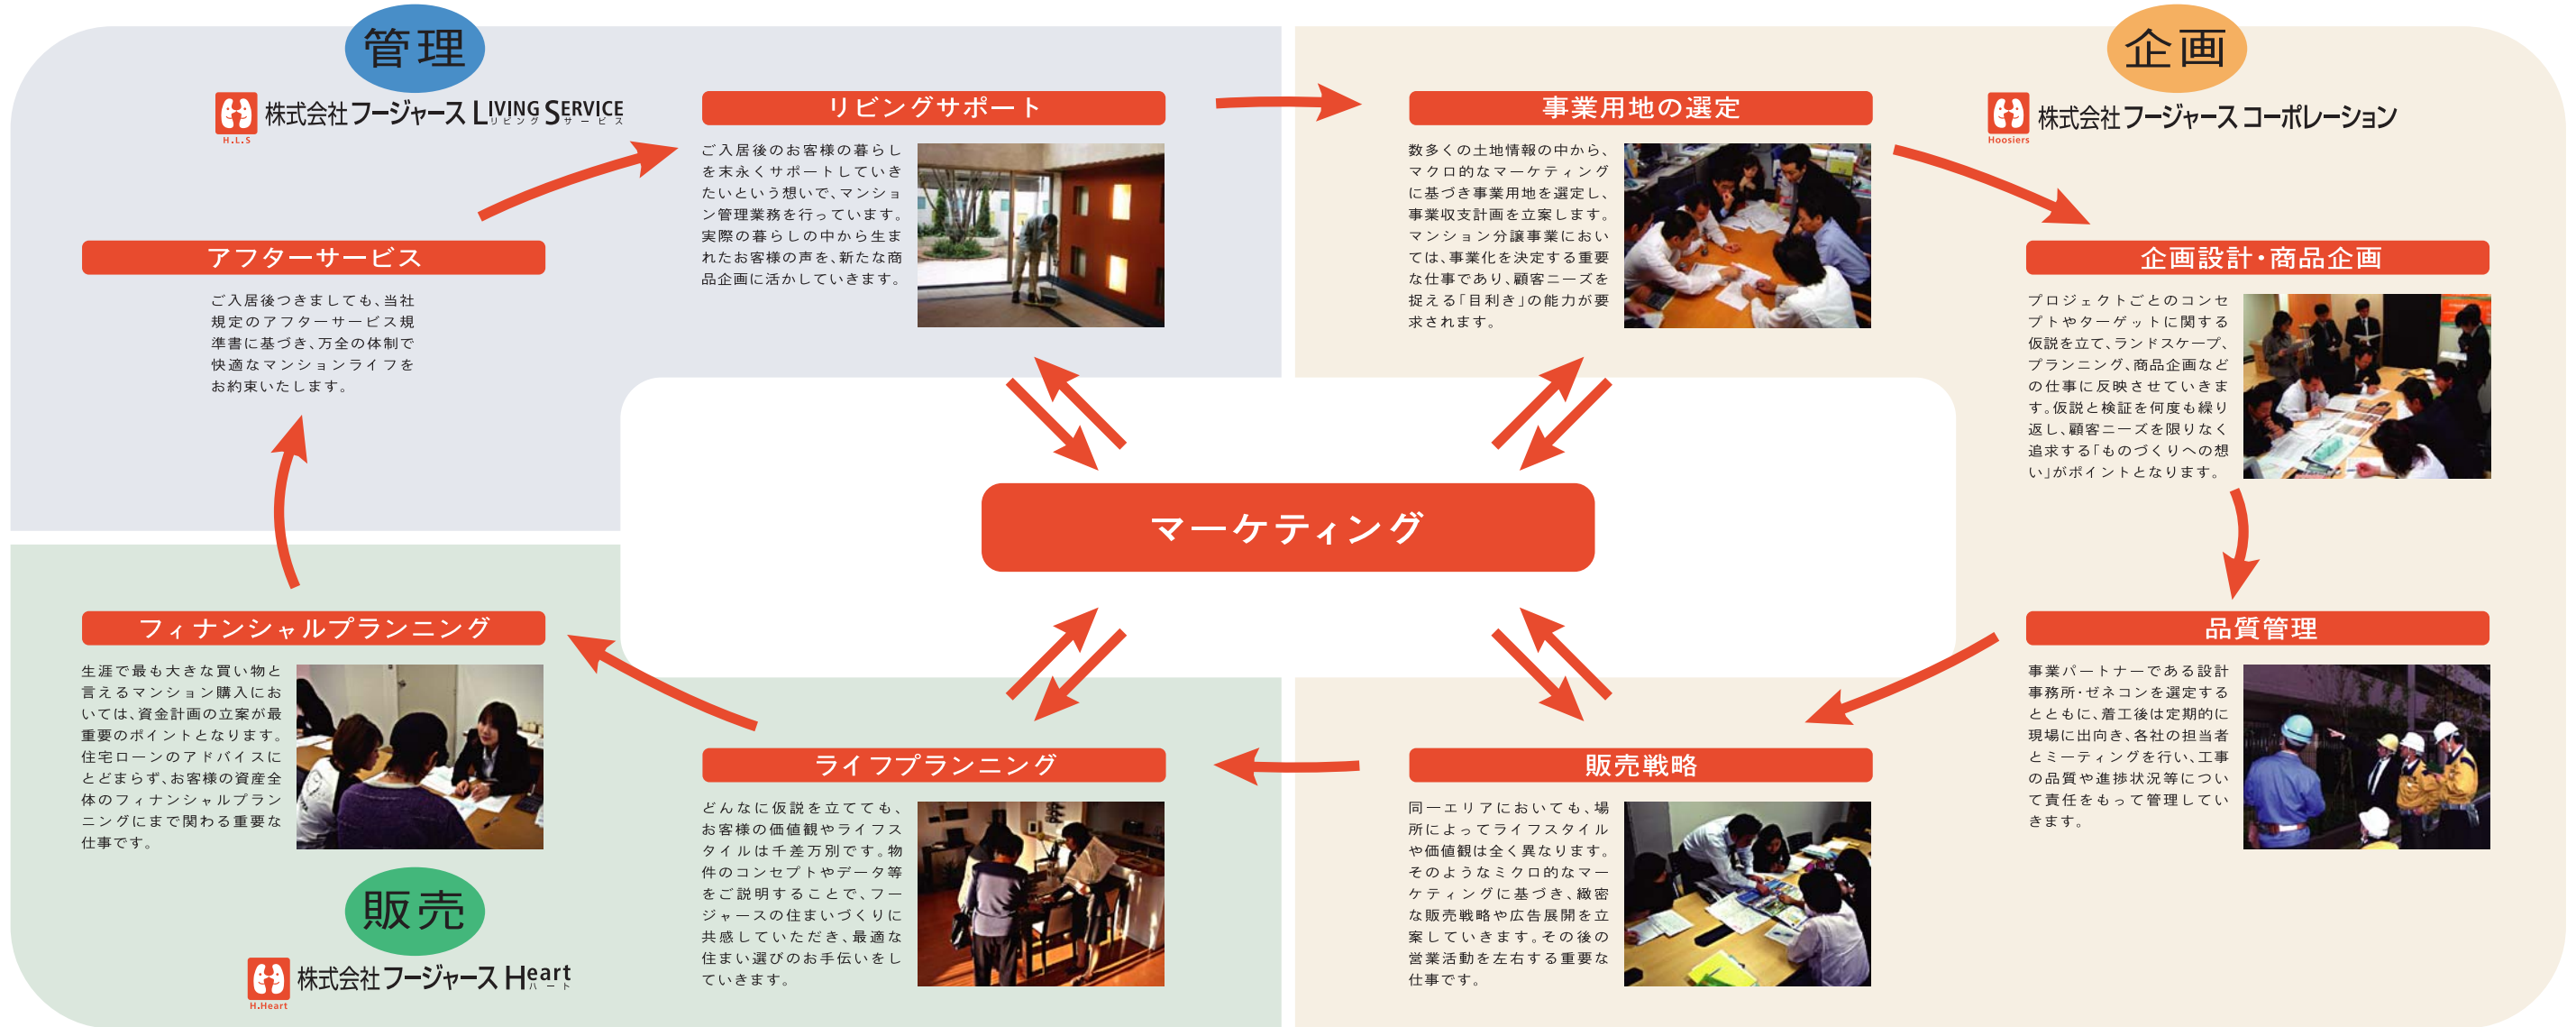 管理
株式会社フージャース LIVING SERVICE
リビング サービス
H.L.S
リビングサポート
ご入居後のお客様の暮らし
を末永くサポートしていき
たいという想いで、マンショ
ン管理業務を行っています。
実際の暮らしの中から生ま
れたお客様の声を、新たな商
品企画に活かしていきます。
アフターサービス
ご入居後つきましても、当社
規定のアフターサービス規
準書に基づき、万全の体制で
快適なマンションライフを
お約束いたします。
企画
株式会社フージャース コーポレーション
Hoosiers
事業用地の選定
数多くの土地情報の中から、
マクロ的なマーケティング
に基づき事業用地を選定し、
事業収支計画を立案します。
マンション分譲事業におい
ては、事業化を決定する重要
な仕事であり、顧客ニーズを
捉える「目利き」の能力が要
求されます。
企画設計・商品企画
プロジェクトごとのコンセ
プトやターゲットに関する
仮説を立て、ランドスケープ、
プランニング、商品企画など
の仕事に反映させていきま
す。仮説と検証を何度も繰り
返し、顧客ニーズを限りなく
追求する「ものづくりへの想
い」がポイントとなります。
マーケティング
品質管理
事業パートナーである設計
事務所・ゼネコンを選定する
とともに、着工後は定期的に
現場に出向き、各社の担当者
とミーティングを行い、工事
の品質や進捗状況等につい
て責任をもって管理してい
きます。
販売戦略
同一エリアにおいても、場
所によってライフスタイル
や価値観は全く異なります。
そのようなミクロ的なマー
ケティングに基づき、緻密
な販売戦略や広告展開を立
案していきます。その後の
営業活動を左右する重要な
仕事です。
ライフプランニング
どんなに仮説を立てても、
お客様の価値観やライフス
タイルは千差万別です。物
件のコンセプトやデータ等
をご説明することで、フー
ジャースの住まいづくりに
共感していただき、最適な
住まい選びのお手伝いをし
ていきます。
フィナンシャルプランニング
生涯で最も大きな買い物と
言えるマンション購入にお
いては、資金計画の立案が最
重要のポイントとなります。
住宅ローンのアドバイスに
とどまらず、お客様の資産全
体のフィナンシャルプラン
ニングにまで関わる重要な
仕事です。
販売
株式会社フージャース Heart
ハート
H.Heart